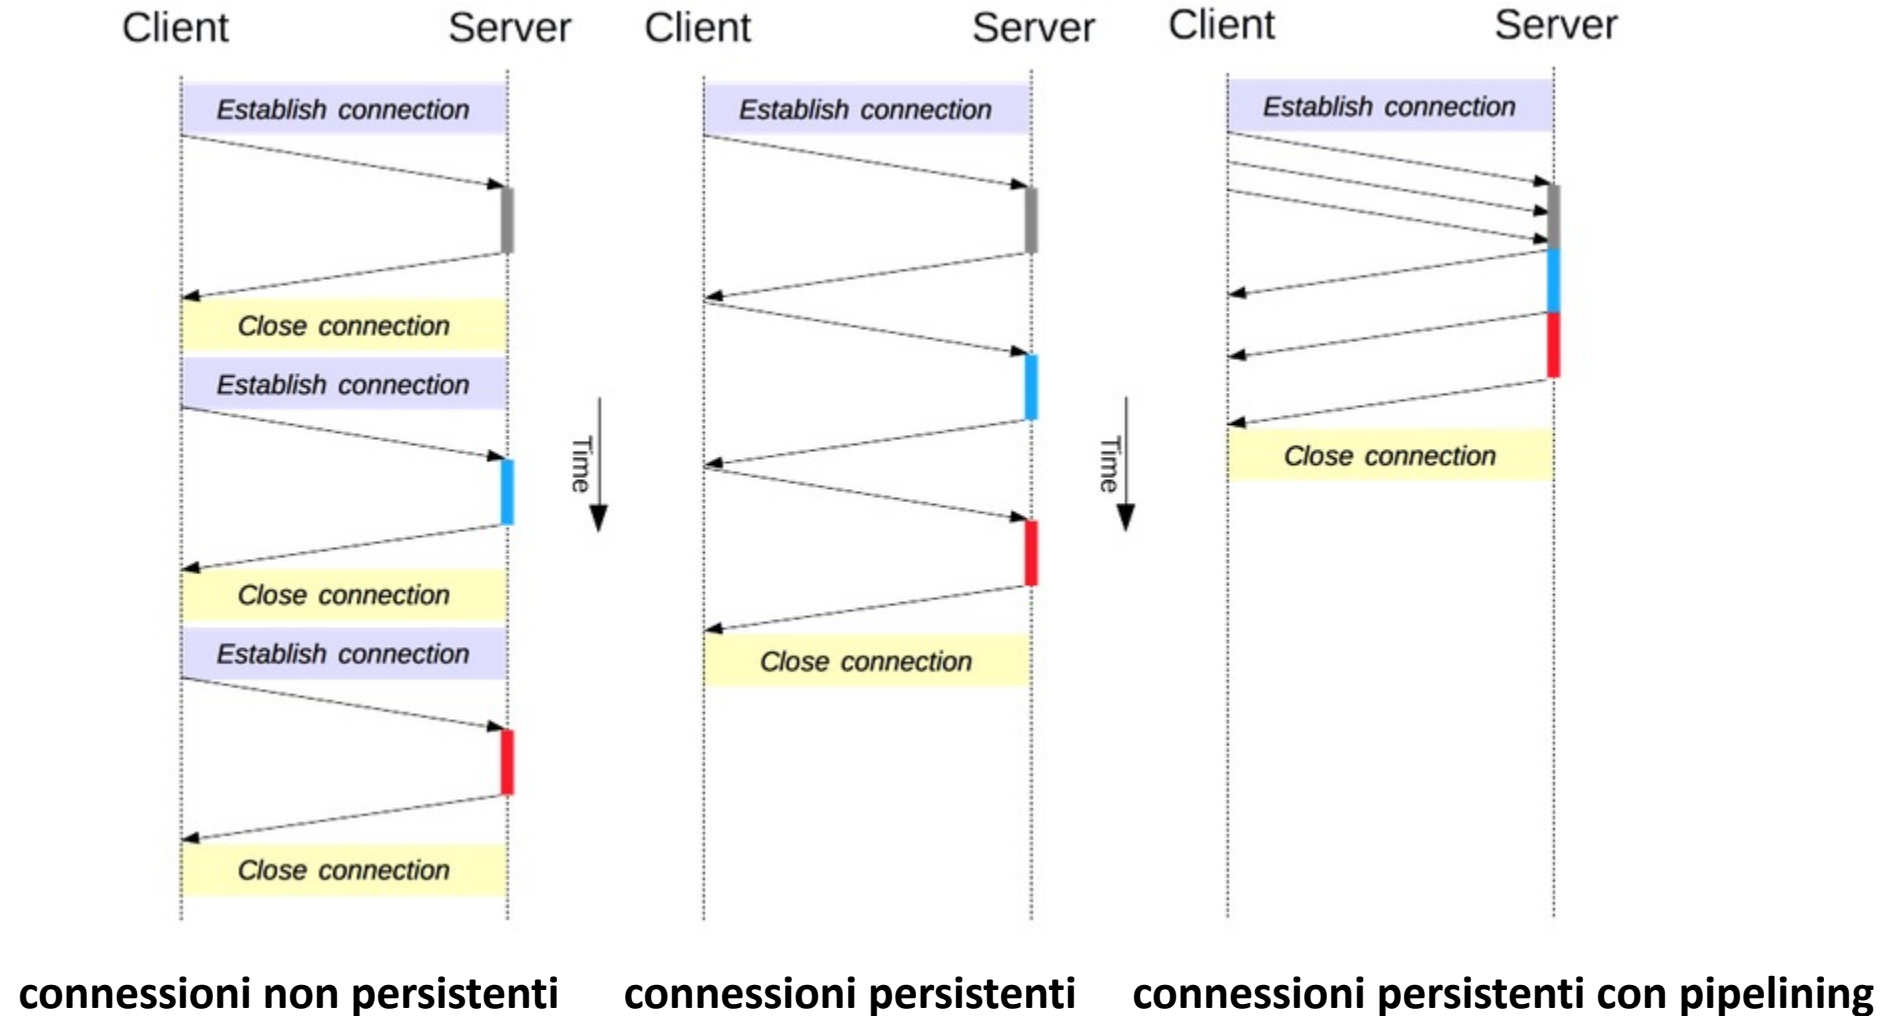 Client
Server
Establish connection
Close connection
Establish connection
Close connection
Establish connection
Close connection
connessioni non persistenti
Time
Client
Server
Establish connection
Close connection
connessioni persistenti
Time
Client
Server
Establish connection
Close connection
connessioni persistenti con pipelining